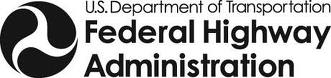 U.S. Department of Transportation
Federal Highway
Administration